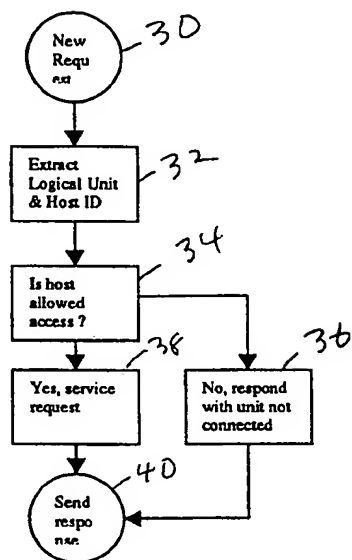 New
Requ
est
30
Extract
Logical Unit
& Host ID
32
Is host
allowed
access ?
34
Yes, service
request
38
No, respond
with unit not
connected
36
Send
respo
nse
40